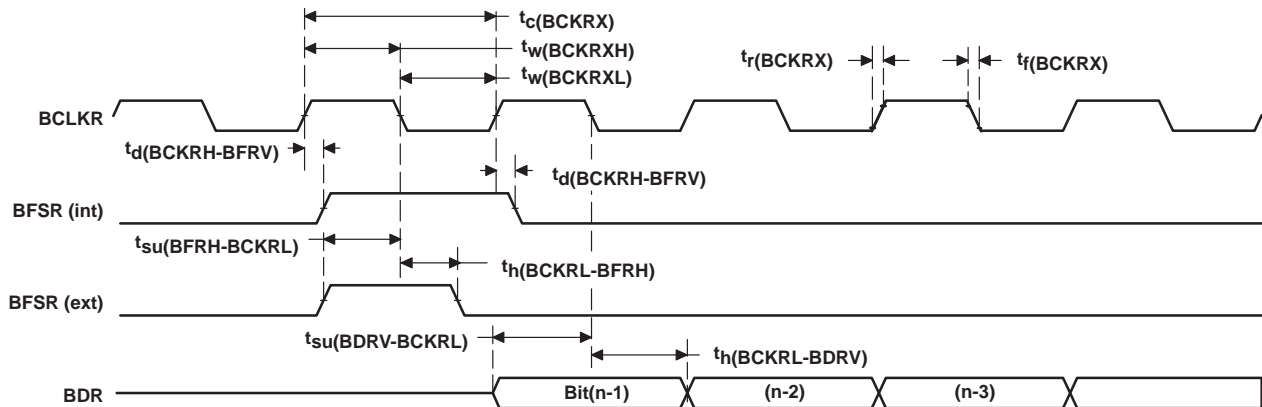 tc(BCKRX)
tw(BCKRXH)
tw(BCKRXL)
tr(BCKRX)
tf(BCKRX)
BCLKR
td(BCKRH-BFRV)
td(BCKRH-BFRV)
BFSR (int)
tsu(BFRH-BCKRL)
th(BCKRL-BFRH)
BFSR (ext)
tsu(BDRV-BCKRL)
th(BCKRL-BDRV)
BDR
Bit(n-1)
(n-2)
(n-3)